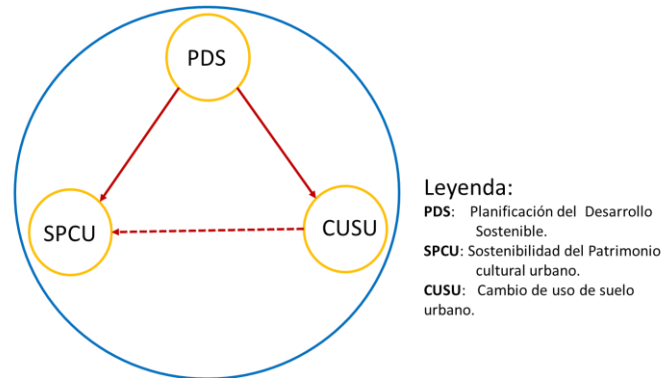 PDS
SPCU
CUSU
Leyenda:
PDS: Planificación del Desarrollo
Sostenible.
SPCU: Sostenibilidad del Patrimonio
cultural urbano.
CUSU: Cambio de uso de suelo
urbano.